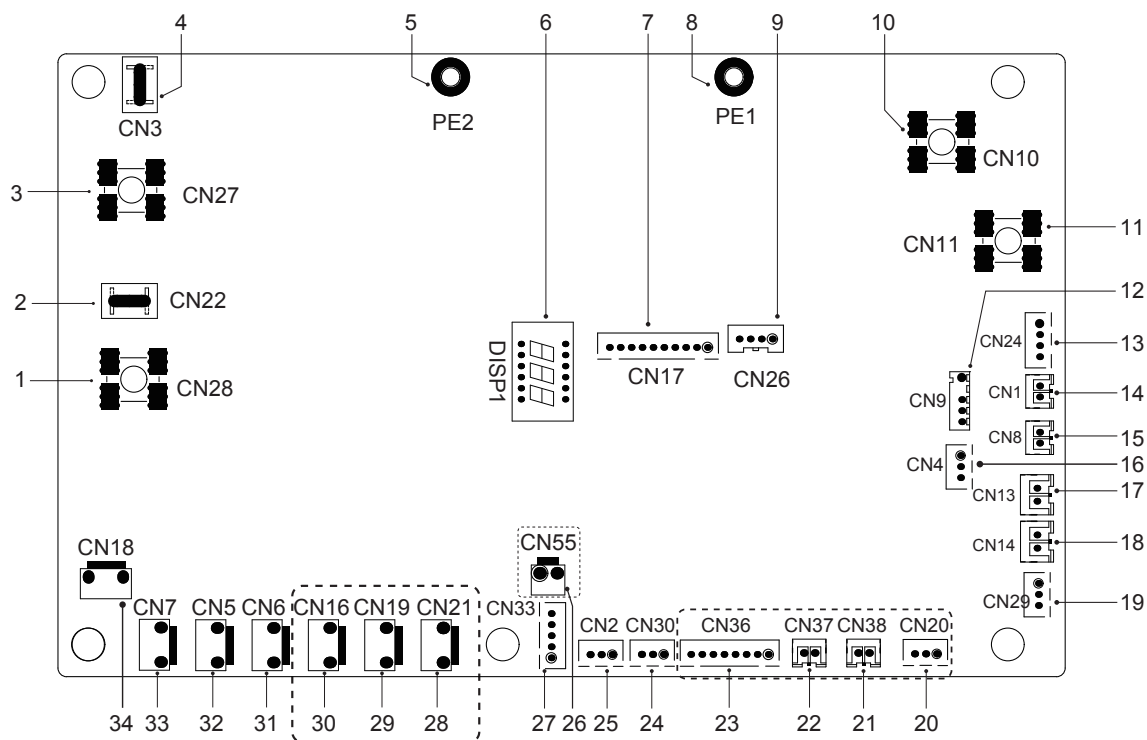 4 5 6 7 8 9 10
CN3 PE2 PE1
CN10
3 CN27
CN11 11
2 CN22
12
CN24 13
DISP1
CN17 CN26
1 CN28
CN9 CN1 14
CN8 15
CN4 16
CN13 17
CN14 18
CN18 CN55
CN29 19
CN7 CN5 CN6 CN16 CN19 CN21 CN33 CN2 CN30 CN36 CN37 CN38 CN20
34 33 32 31 30 29 28 27 26 25 24 23 22 21 20